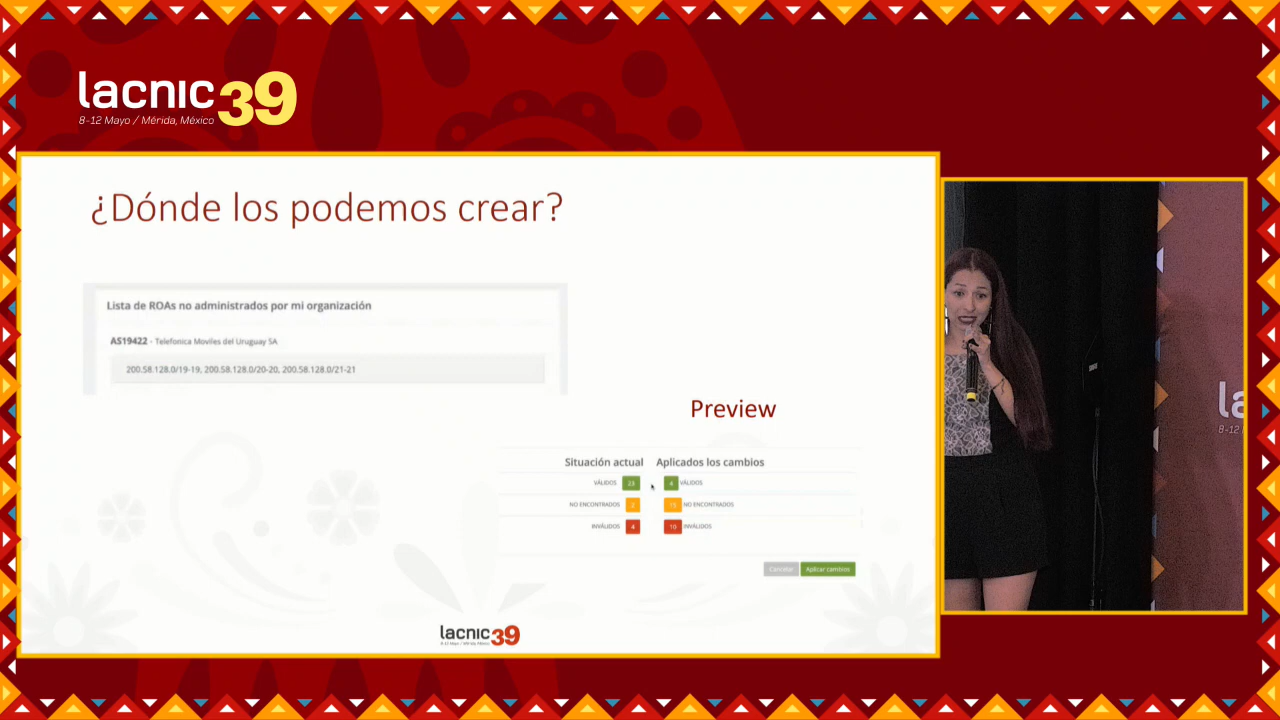 lacnic39
8-12 Mayo / Mérida, México
¿Dónde los podemos crear?
Lista de ROAs no administrados por mi organización
AS19422 - Telefonica Moviles del Uruguay SA
200.58.128.0/19-19, 200.58.128.0/20-20, 200.58.128.0/21-21
Preview
Situación actual Aplicados los cambios
VÁLIDOS 23 4 VÁLIDOS
NO ENCONTRADOS 2 NO ENCONTRADOS
INVÁLIDOS 4 10 INVÁLIDOS
Cancelar Aplicar cambios
lacnic39
la
8-12